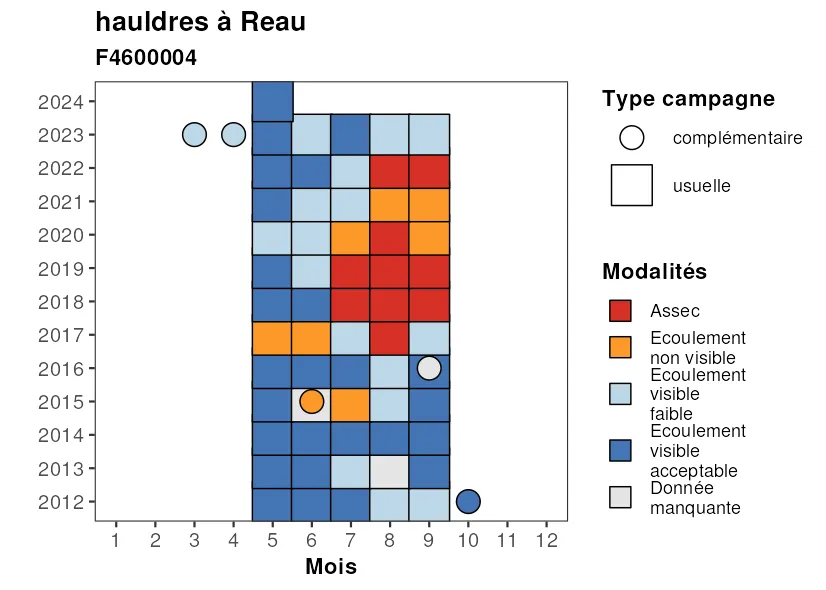 hauldres à Reau
F4600004
2024
2023
2022
2021
2020
2019
2018
2017
2016
2015
2014
2013
2012
1 2 3 4 5 6 7 8 9 10 11 12
Mois
Type campagne
complémentaire
usuelle
Modalités
Assec
Ecoulement
non visible
Ecoulement
visible
faible
Ecoulement
visible
acceptable
Donnée
manquante